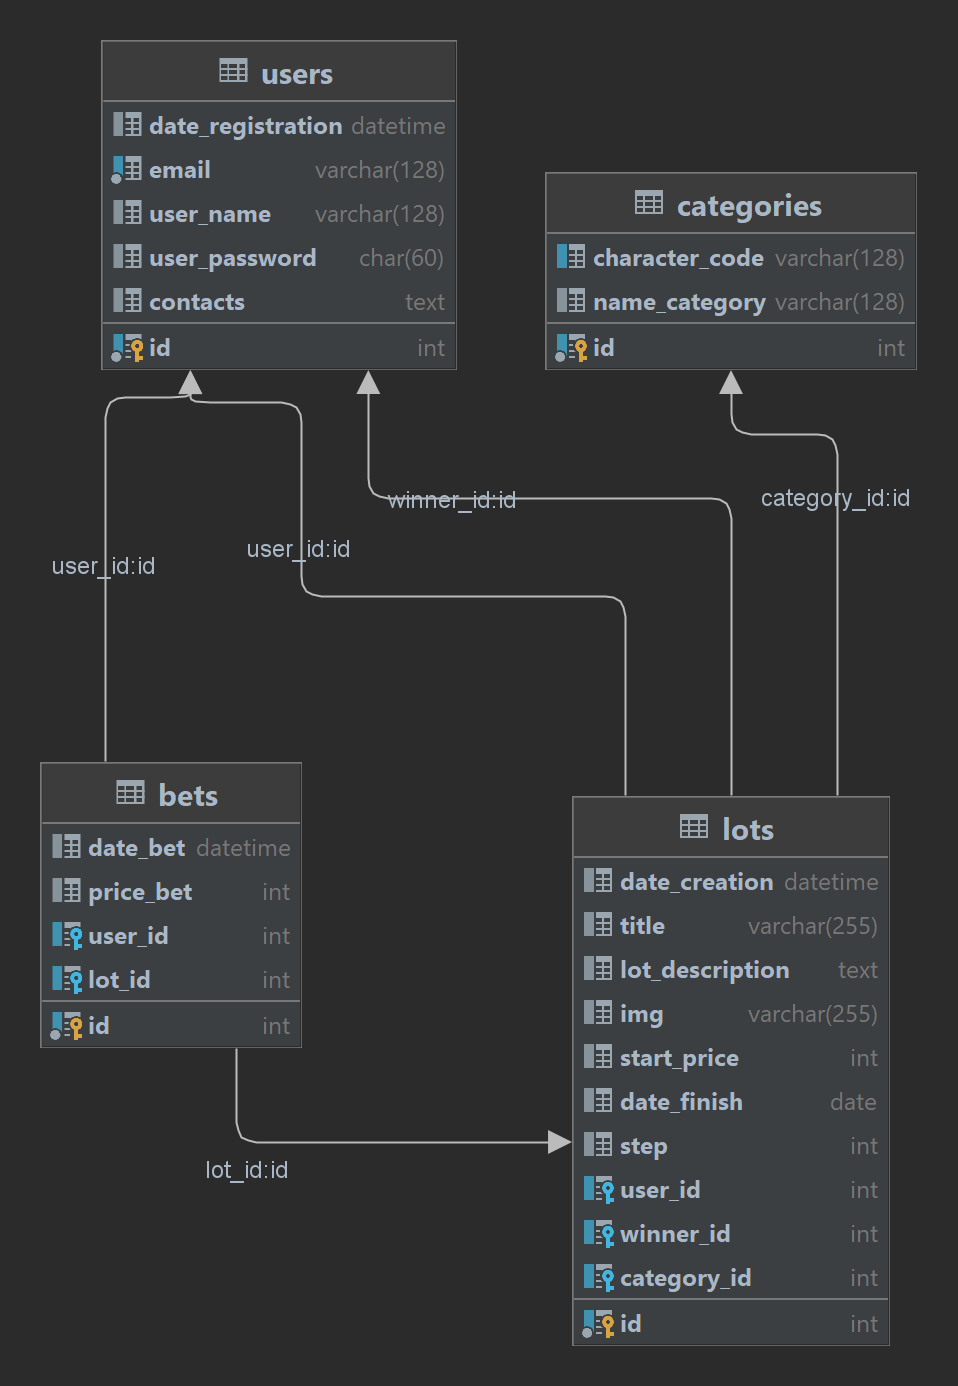 users
date_registration datetime
email varchar(128)
user_name varchar(128)
user_password char(60)
contacts text
id int
categories
character_code varchar(128)
name_category varchar(128)
id int
winner_id:id
category_id:id
user_id:id
user_id:id
bets
date_bet datetime
price_bet int
user_id int
lot_id int
id int
lots
date_creation datetime
title varchar(255)
lot_description text
img varchar(255)
start_price int
date_finish date
step int
user_id int
winner_id int
category_id int
id int
lot_id:id